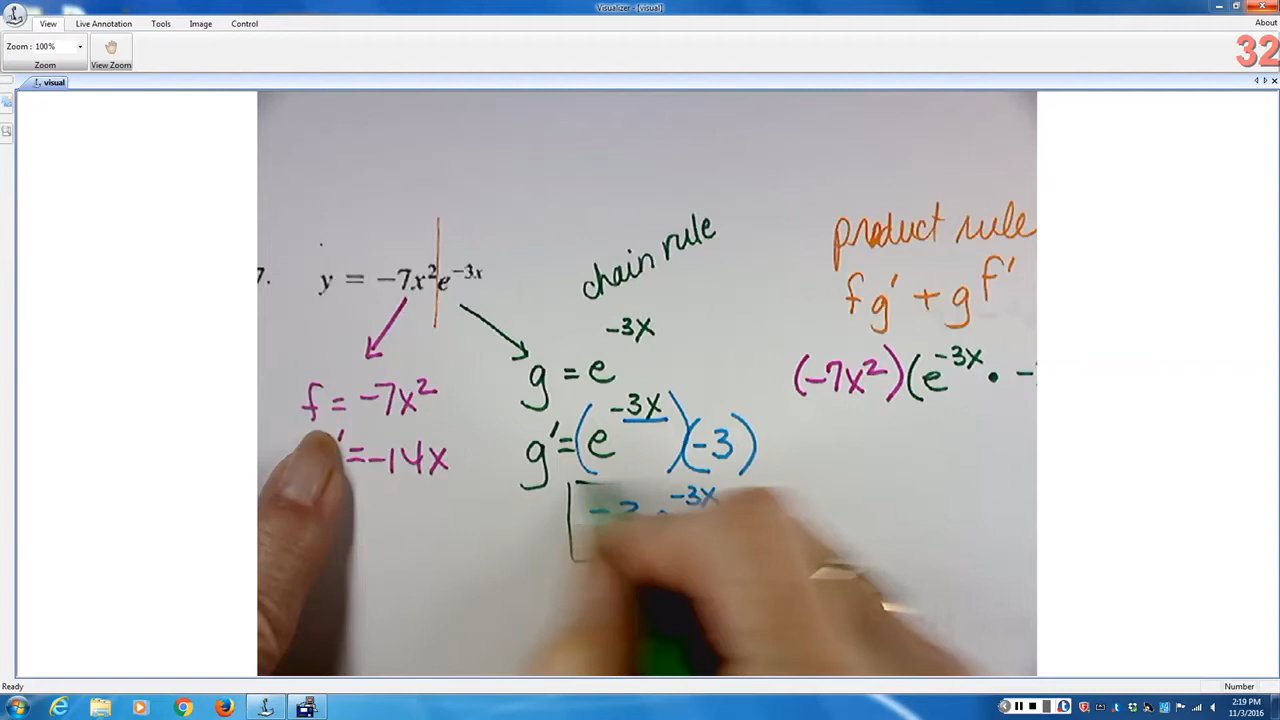 Visualizer - [visual]
View Live Annotation Tools Image Control
About
Zoom : 100%
Zoom
View Zoom
32
visual
7. y = −7x²e^{−3x}
chain rule
product rule
fg' + gf'
f = -7x²
' = -14x
g = e^{-3x}
g' = (e^{-3x})(-3)
-3x
(-7x²)(e^{-3x} · -
Ready
Number
2:19 PM
11/3/2016